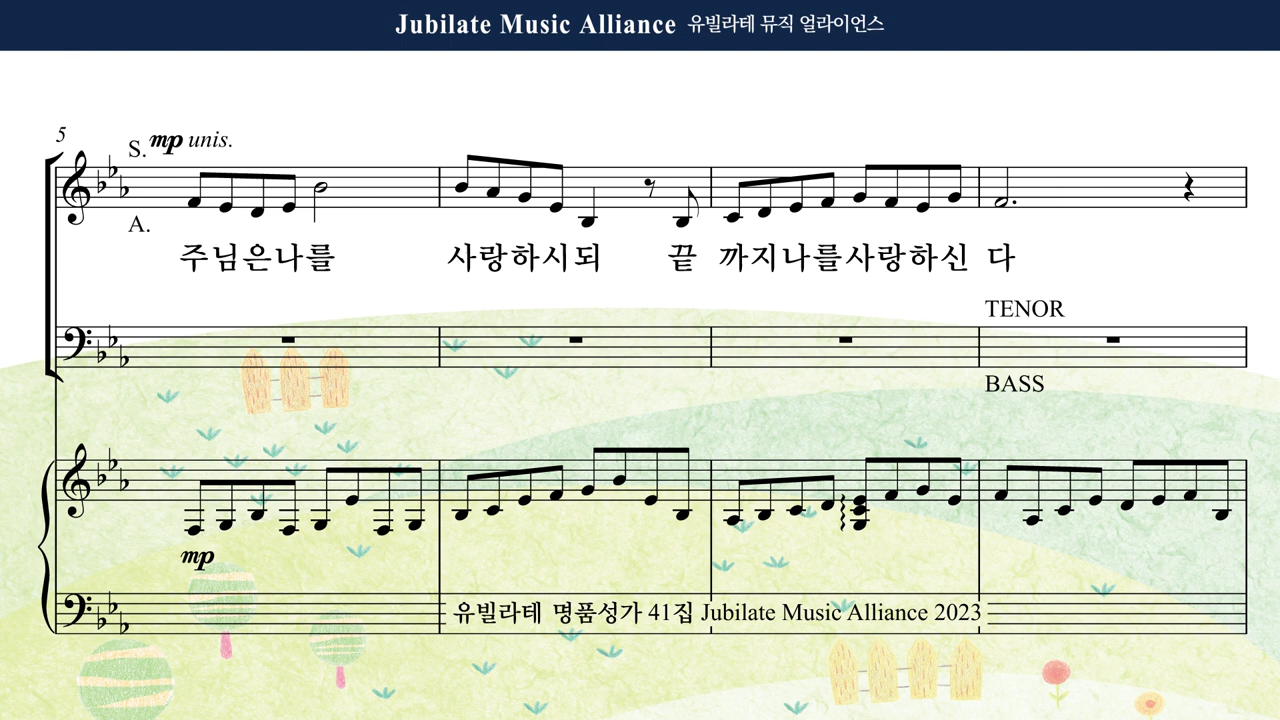 Jubilate Music Alliance 유빌라테 뮤직 얼라이언스
5
S. mp unis.
A.
주님은나를 사랑하시되 끝 까지나를사랑하신 다
TENOR
BASS
mp
유빌라테 명품성가 41집 Jubilate Music Alliance 2023